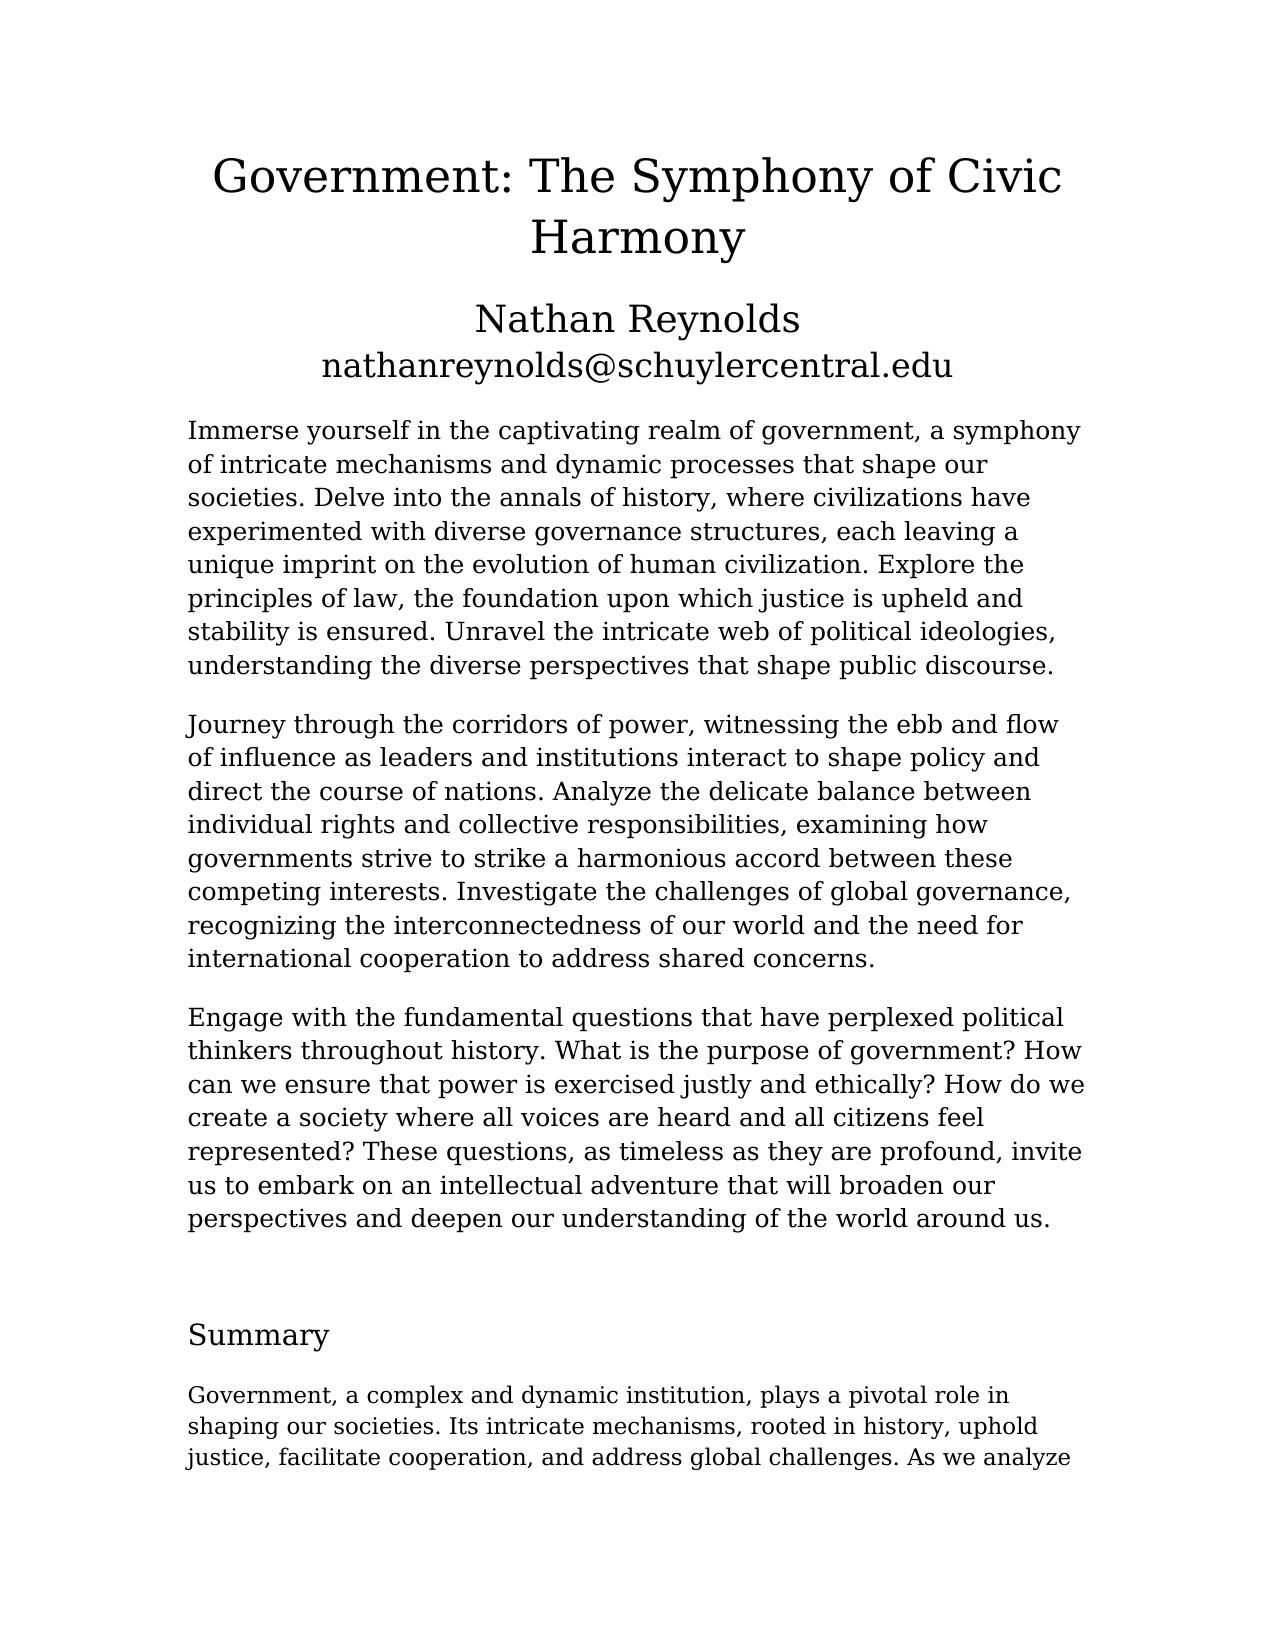 Government: The Symphony of Civic
Harmony
Nathan Reynolds
nathanreynolds@schuylercentral.edu
Immerse yourself in the captivating realm of government, a symphony
of intricate mechanisms and dynamic processes that shape our
societies. Delve into the annals of history, where civilizations have
experimented with diverse governance structures, each leaving a
unique imprint on the evolution of human civilization. Explore the
principles of law, the foundation upon which justice is upheld and
stability is ensured. Unravel the intricate web of political ideologies,
understanding the diverse perspectives that shape public discourse.
Journey through the corridors of power, witnessing the ebb and flow
of influence as leaders and institutions interact to shape policy and
direct the course of nations. Analyze the delicate balance between
individual rights and collective responsibilities, examining how
governments strive to strike a harmonious accord between these
competing interests. Investigate the challenges of global governance,
recognizing the interconnectedness of our world and the need for
international cooperation to address shared concerns.
Engage with the fundamental questions that have perplexed political
thinkers throughout history. What is the purpose of government? How
can we ensure that power is exercised justly and ethically? How do we
create a society where all voices are heard and all citizens feel
represented? These questions, as timeless as they are profound, invite
us to embark on an intellectual adventure that will broaden our
perspectives and deepen our understanding of the world around us.
Summary
Government, a complex and dynamic institution, plays a pivotal role in
shaping our societies. Its intricate mechanisms, rooted in history, uphold
justice, facilitate cooperation, and address global challenges. As we analyze